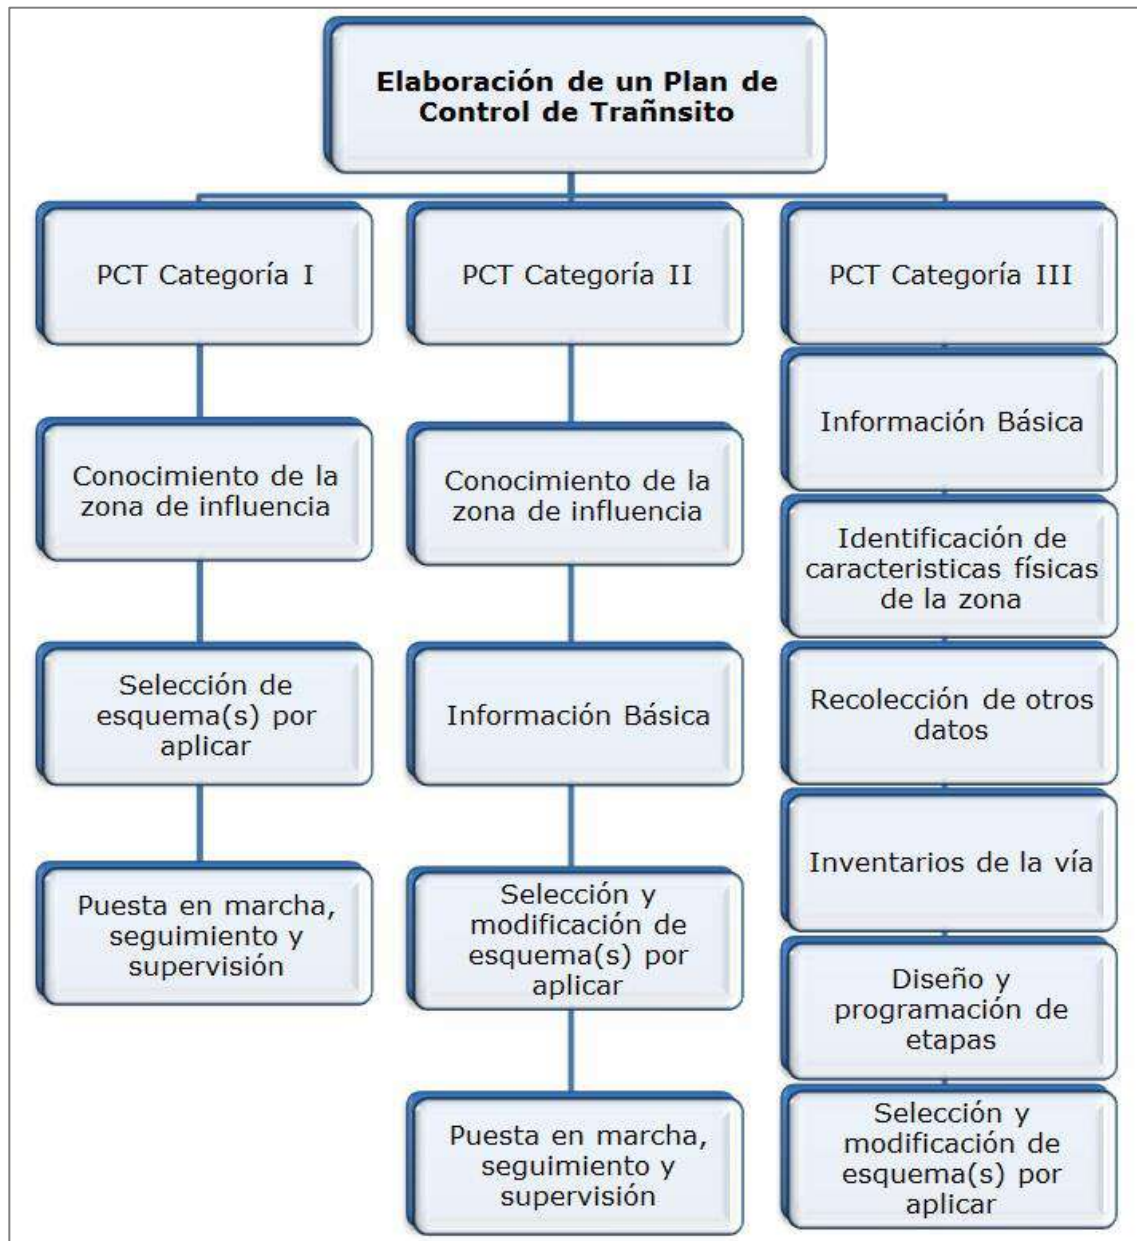 Elaboración de un Plan de
Control de Trañnsito
PCT Categoría I
Conocimiento de la
zona de influencia
Selección de
esquema(s) por
aplicar
Puesta en marcha,
seguimiento y
supervisión
PCT Categoría II
Conocimiento de la
zona de influencia
Información Básica
Selección y
modificación de
esquema(s) por
aplicar
Puesta en marcha,
seguimiento y
supervisión
PCT Categoría III
Información Básica
Identificación de
caracteristicas físicas
de la zona
Recolección de otros
datos
Inventarios de la vía
Diseño y
programación de
etapas
Selección y
modificación de
esquema(s) por
aplicar